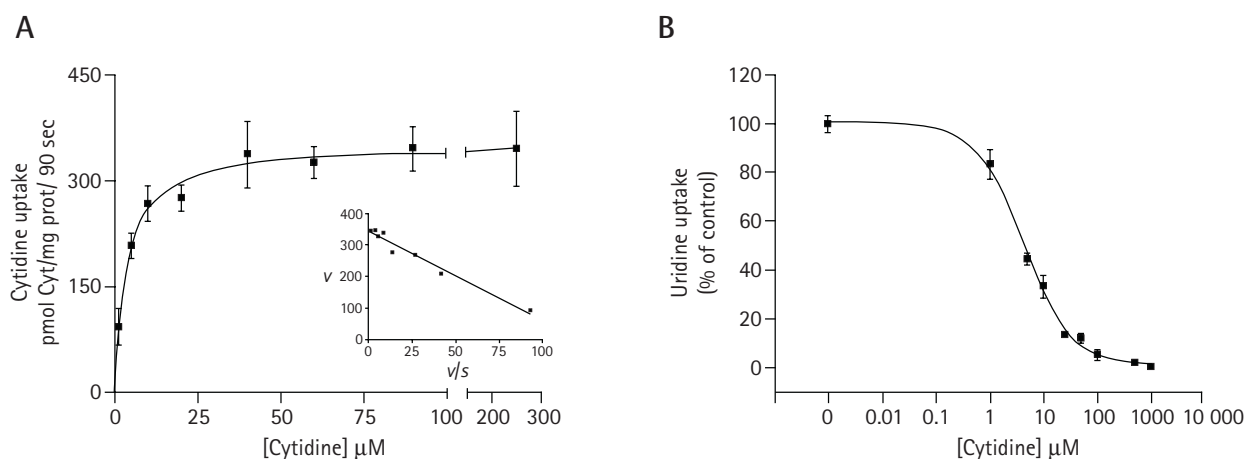 A
Cytidine uptake
pmol Cyt/mg prot/ 90 sec
450
300
150
0
0 25 50 75 100 200 300
[Cytidine] μM
v
400
300
200
100
0
0 25 50 75 100
v/s
B
Uridine uptake
(% of control)
120
100
80
60
40
20
0
0 0.01 0.1 1 10 100 1000 10 000
[Cytidine] μM